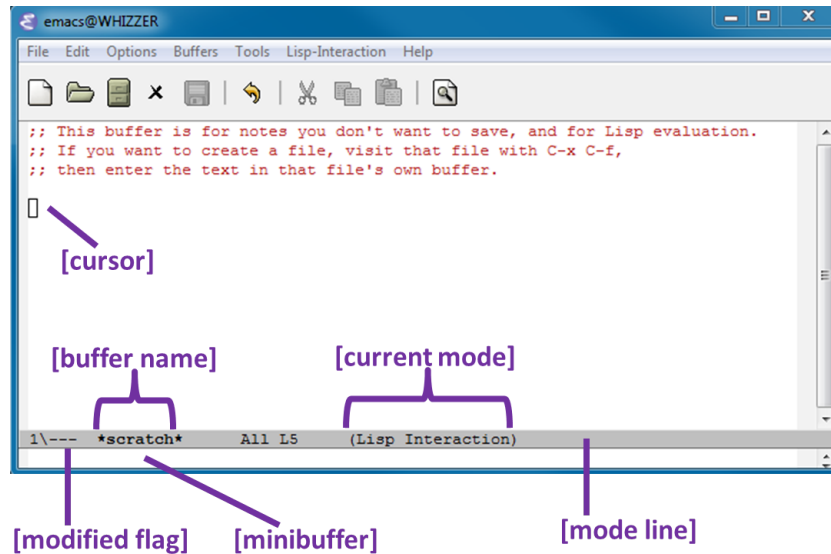 emacs@WHIZZER
File Edit Options Buffers Tools Lisp-Interaction Help
;; This buffer is for notes you don't want to save, and for Lisp evaluation.
;; If you want to create a file, visit that file with C-x C-f,
;; then enter the text in that file's own buffer.
[cursor]
[buffer name] [current mode]
1\--- *scratch* All L5 (Lisp Interaction)
[modified flag] [minibuffer] [mode line]